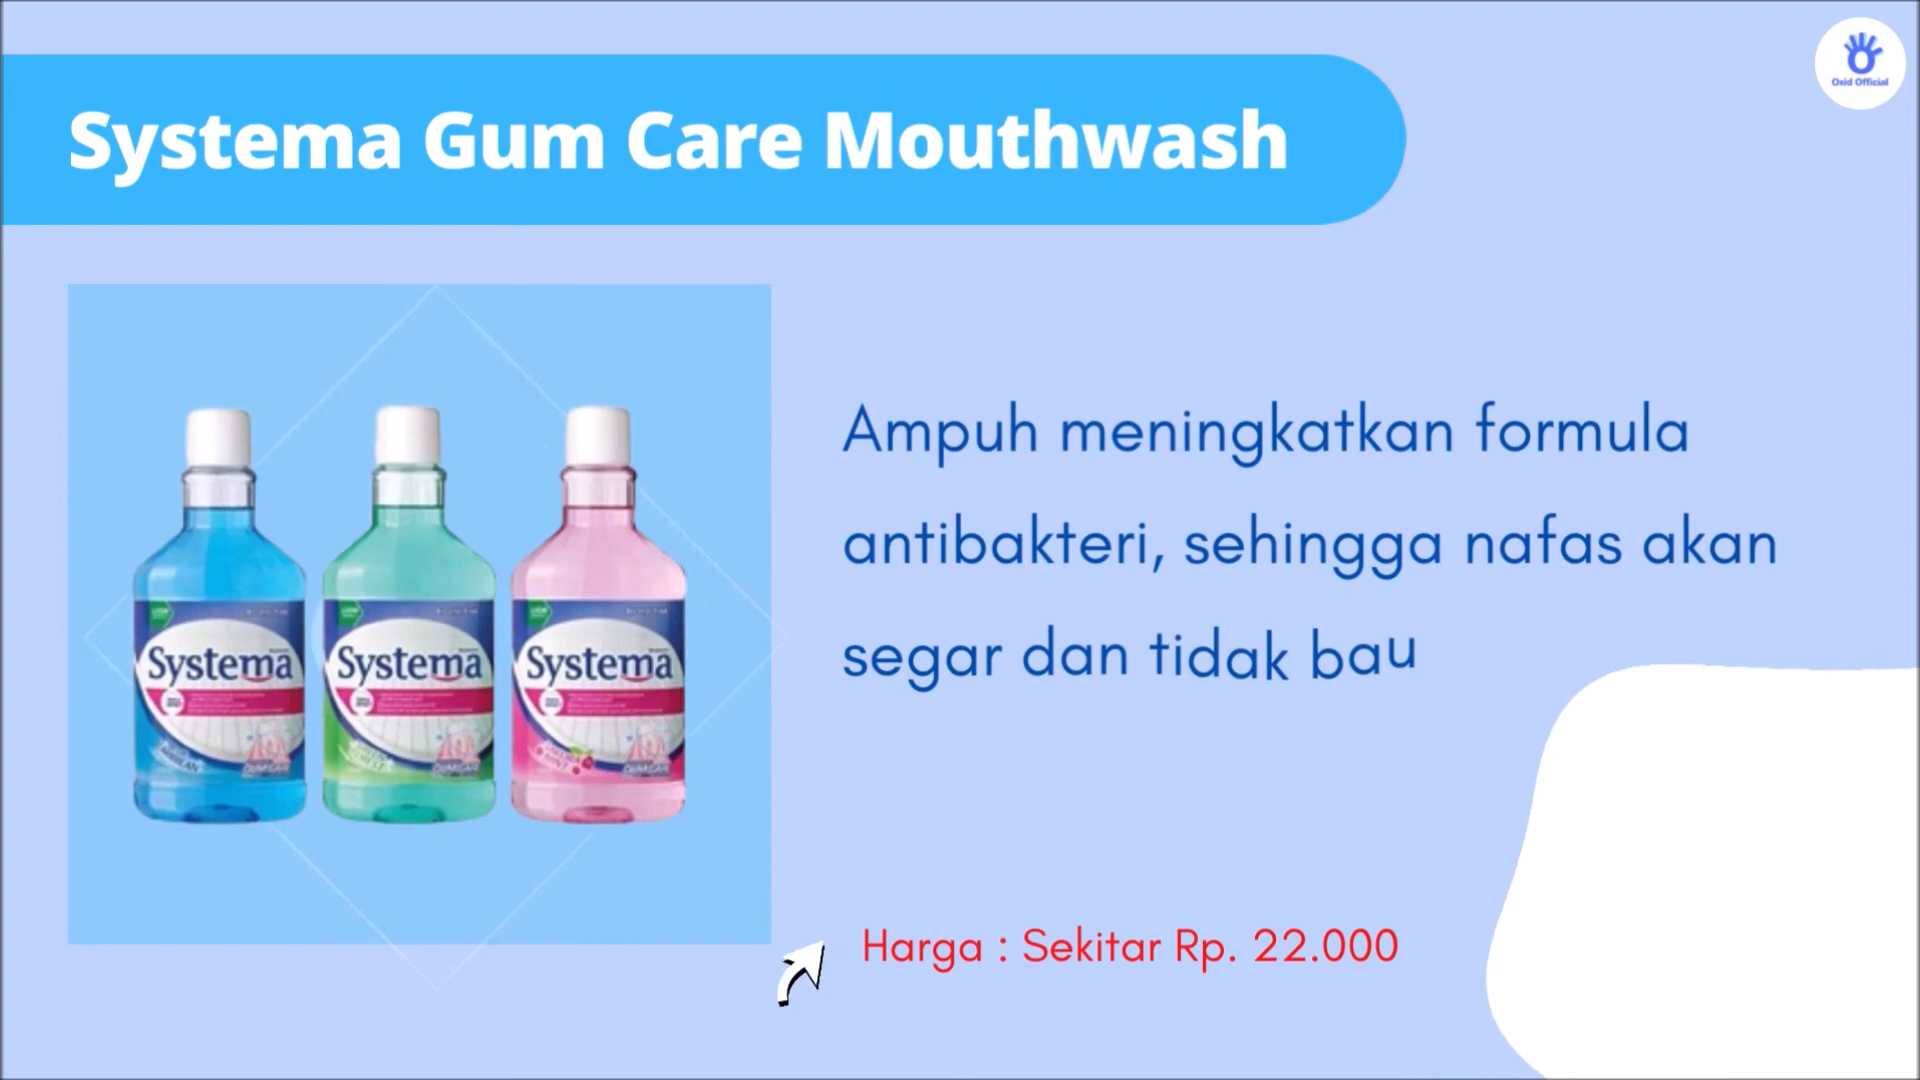 Oxid Official
Systema Gum Care Mouthwash
Ampuh meningkatkan formula
antibakteri, sehingga nafas akan
segar dan tidak bau
Systema
Systema
Systema
Harga : Sekitar Rp. 22.000